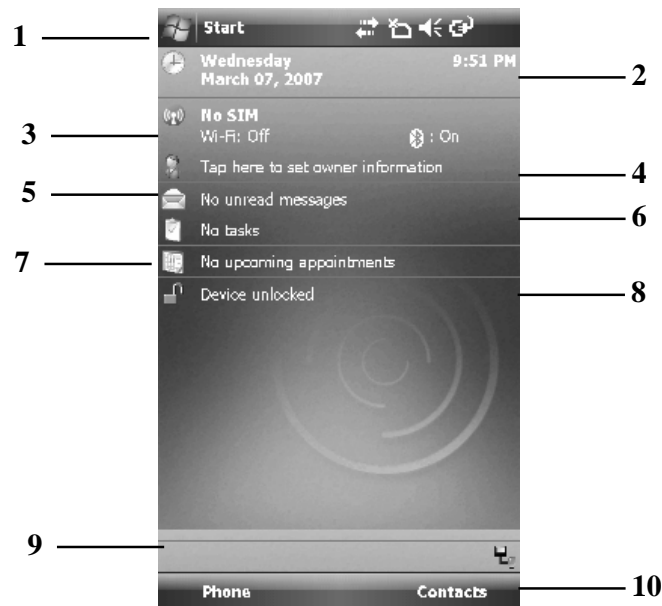 1
Start
Wednesday 9:51 PM
March 07, 2007
2
3
No SIM
Wi-Fi: Off : On
Tap here to set owner information
4
5
No unread messages
6
No tasks
7
No upcoming appointments
Device unlocked
8
9
Phone Contacts
10